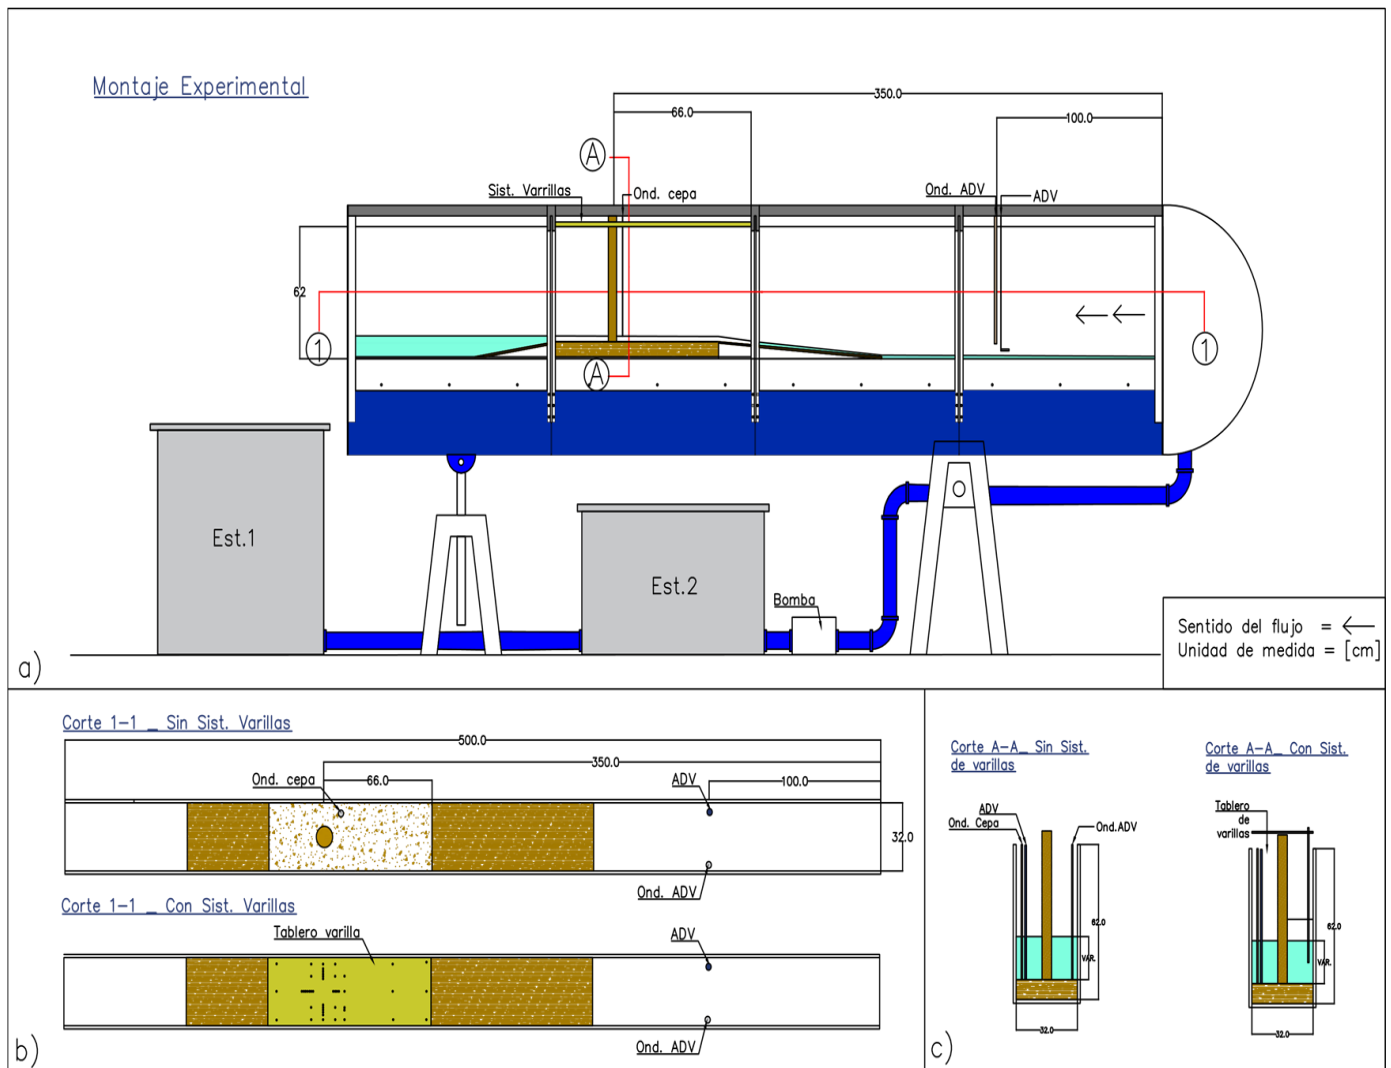 Montaje Experimental
350.0
66.0
100.0
A
Sist. Varrillas
Ond. cepa
Ond. ADV
ADV
62
1
1
A
Est.1
Est.2
Bomba
Sentido del flujo = ←
Unidad de medida = [cm]
a)
Corte 1-1 _ Sin Sist. Varillas
500.0
350.0
Ond. cepa
66.0
ADV
100.0
32.0
Ond. ADV
Corte 1-1 _ Con Sist. Varillas
Tablero varilla
ADV
Ond. ADV
b)
Corte A-A_ Sin Sist.
de varillas
ADV
Ond. Cepa
Ond.ADV
62.0
VAR.
32.0
Corte A-A_ Con Sist.
de varillas
Tablero
de
varillas
62.0
VAR.
32.0
c)